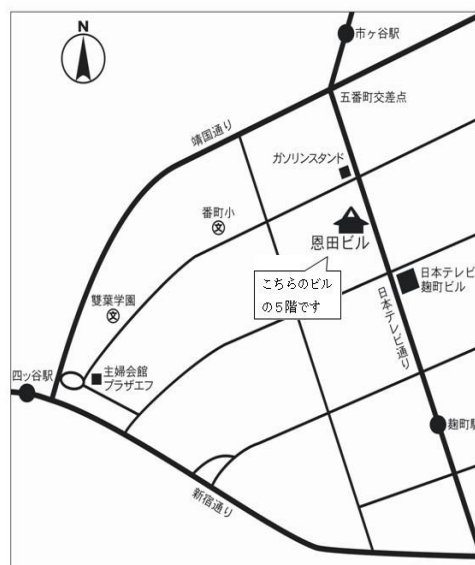 N
市ヶ谷駅
五番町交差点
靖国通り
ガソリンスタンド
番町小
文
恩田ビル
こちらのビル
の5階です
日本テレビ
麹町ビル
日本テレビ通り
雙葉学園
文
四ッ谷駅
主婦会館
プラザエフ
麹町駅
新宿通り